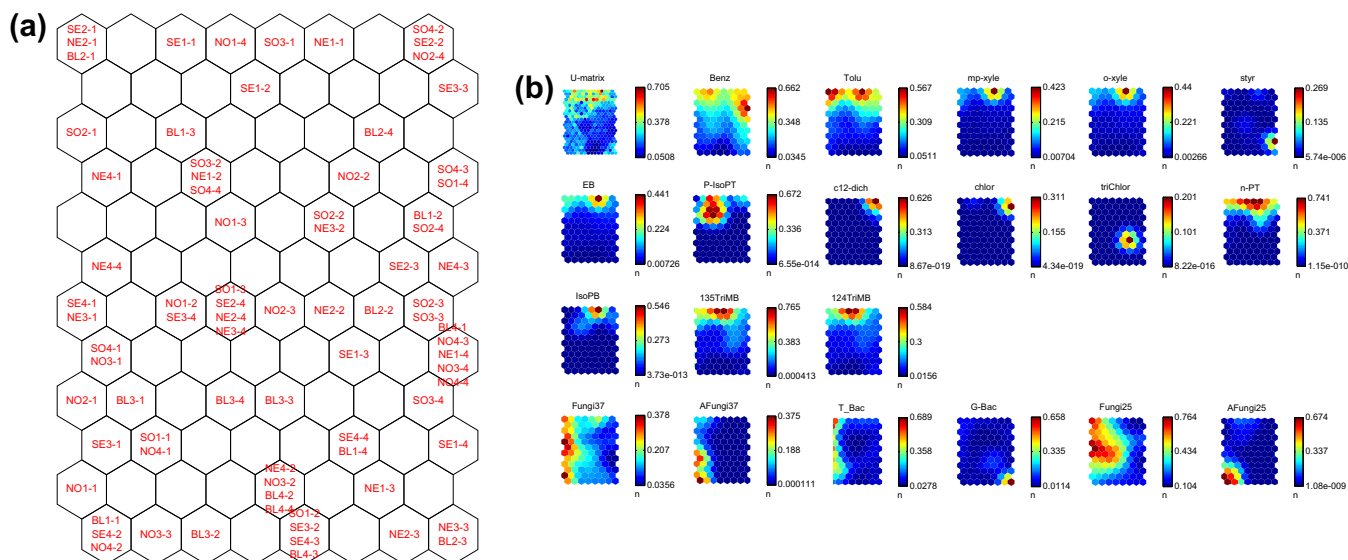 (a)
SE2-1
NE2-1
BL2-1
SE1-1
NO1-4
SO3-1
NE1-1
SO4-2
SE2-2
NO2-4
SE1-2
SE3-3
SO2-1
BL1-3
BL2-4
NE4-1
SO3-2
NE1-2
SO4-4
NO2-2
SO4-3
SO1-4
NO1-3
SO2-2
NE3-2
BL1-2
SO2-4
NE4-4
SE2-3
NE4-3
SE4-1
NE3-1
NO1-2
SE3-4
SO1-3
SE2-4
NE2-4
NE3-4
NO2-3
NE2-2
BL2-2
SO2-3
SO3-3
SO4-1
NO3-1
SE1-3
BL4-1
NO4-3
NE1-4
NO3-4
NO4-4
NO2-1
BL3-1
BL3-4
BL3-3
SO3-4
SE3-1
SO1-1
NO4-1
SE4-4
BL1-4
SE1-4
NO1-1
NE4-2
NO3-2
BL4-2
BL4-4
NE1-3
BL1-1
SE4-2
NO4-2
NO3-3
BL3-2
SO1-2
SE3-2
SE4-3
BL4-3
NE2-3
NE3-3
BL2-3
(b)
U-matrix
0.705
0.378
0.0508
Benz
0.662
0.348
0.0345
n
Tolu
0.567
0.309
0.0511
n
mp-xyle
0.423
0.215
0.00704
n
o-xyle
0.44
0.221
0.00266
n
styr
0.269
0.135
5.74e-006
n
EB
0.441
0.224
0.00726
n
P-IsoPT
0.672
0.336
6.55e-014
n
c12-dich
0.626
0.313
8.67e-019
n
chlor
0.311
0.155
4.34e-019
n
triChlor
0.201
0.101
8.22e-016
n
n-PT
0.741
0.371
1.15e-010
n
IsoPB
0.546
0.273
3.73e-013
n
135TriMB
0.765
0.383
0.000413
n
124TriMB
0.584
0.3
0.0156
n
Fungi37
0.378
0.207
0.0356
n
AFungi37
0.375
0.188
0.000111
n
T_Bac
0.689
0.358
0.0278
n
G-Bac
0.658
0.336
0.0114
n
Fungi25
0.764
0.434
0.104
n
AFungi25
0.674
0.337
1.08e-009
n